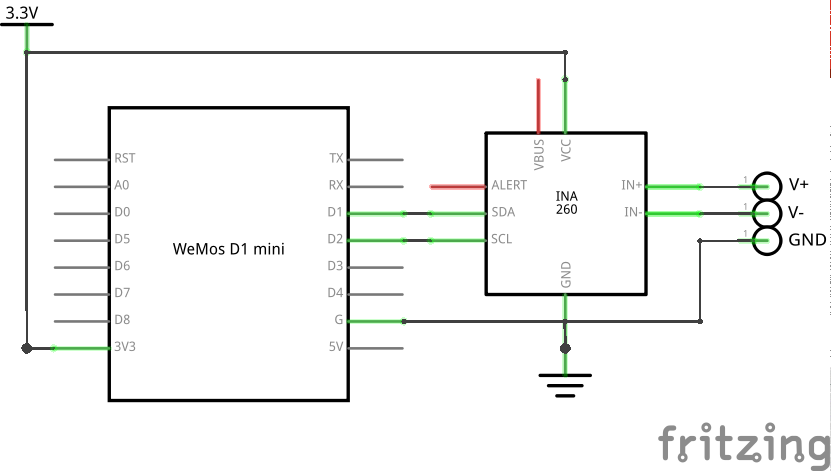 3.3V
RST
A0
D0
D5
D6
D7
D8
3V3
WeMos D1 mini
TX
RX
D1
D2
D3
D4
G
5V
VBUS
VCC
ALERT
SDA
SCL
INA
260
IN+
IN-
GND
1
V+
1
V-
1
GND
fritzing